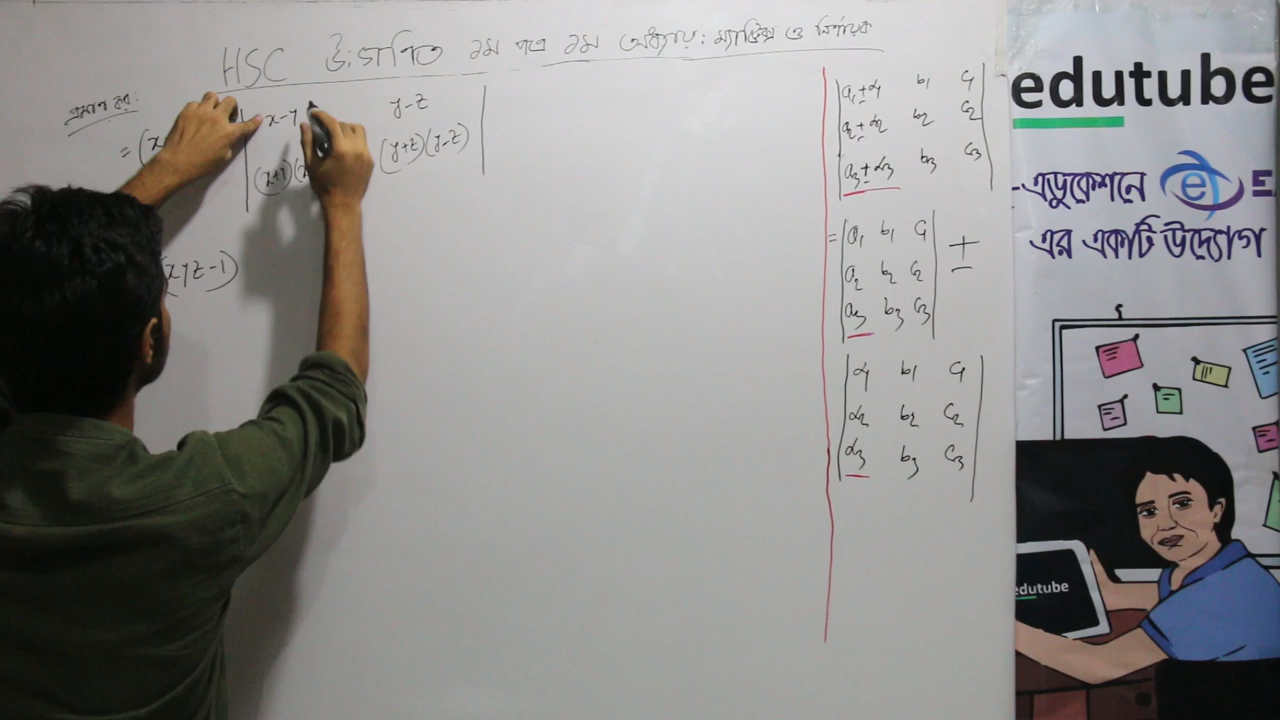 HSC উঃগণিত ১ম পত্র ১ম অধ্যায়: ম্যাট্রিক্স ও নির্ণায়ক
প্রমাণ কর:
x-y y-z
= (x
(x+y)(x (y+z)(y-z)
(xyz-1)
a₁±α₁ b₁ c₁
a₂±α₂ b₂ c₂
a₃±α₃ b₃ c₃
= a₁ b₁ c₁ ±
a₂ b₂ c₂
a₃ b₃ c₃
α₁ b₁ c₁
α₂ b₂ c₂
α₃ b₃ c₃
edutube
-এডুকেশনে e E
এর একটি উদ্যোগ
edutube